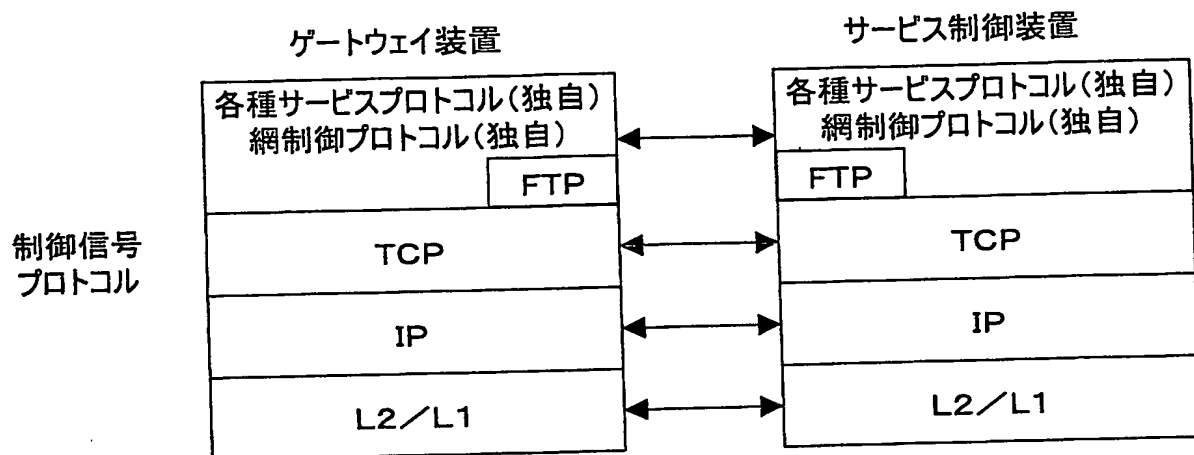 ゲートウェイ装置
サービス制御装置
各種サービスプロトコル(独自)
網制御プロトコル(独自)
FTP
各種サービスプロトコル(独自)
網制御プロトコル(独自)
FTP
制御信号
プロトコル
TCP
TCP
IP
IP
L2/L1
L2/L1